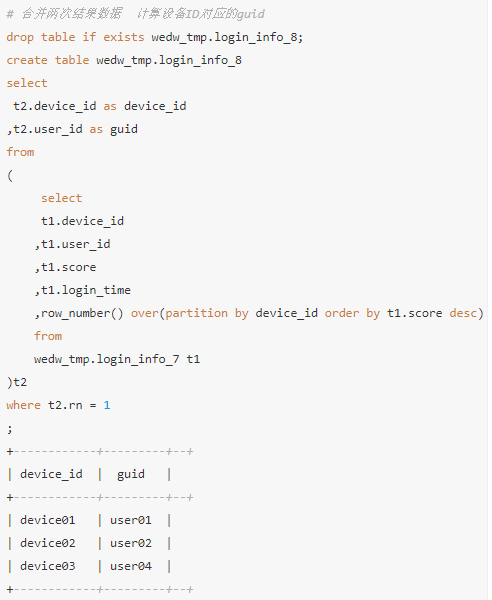 # 合并两次结果数据  计算设备ID对应的guid
drop table if exists wedw_tmp.login_info_8;
create table wedw_tmp.login_info_8
select
 t2.device_id as device_id
,t2.user_id as guid
from
(
     select
     t1.device_id
    ,t1.user_id
    ,t1.score
    ,t1.login_time
    ,row_number() over(partition by device_id order by t1.score desc)
    from
    wedw_tmp.login_info_7 t1
)t2
where t2.rn = 1
;
+------------+---------+--+
| device_id  |  guid   |
+------------+---------+--+
| device01   | user01  |
| device02   | user02  |
| device03   | user04  |
+------------+---------+--+